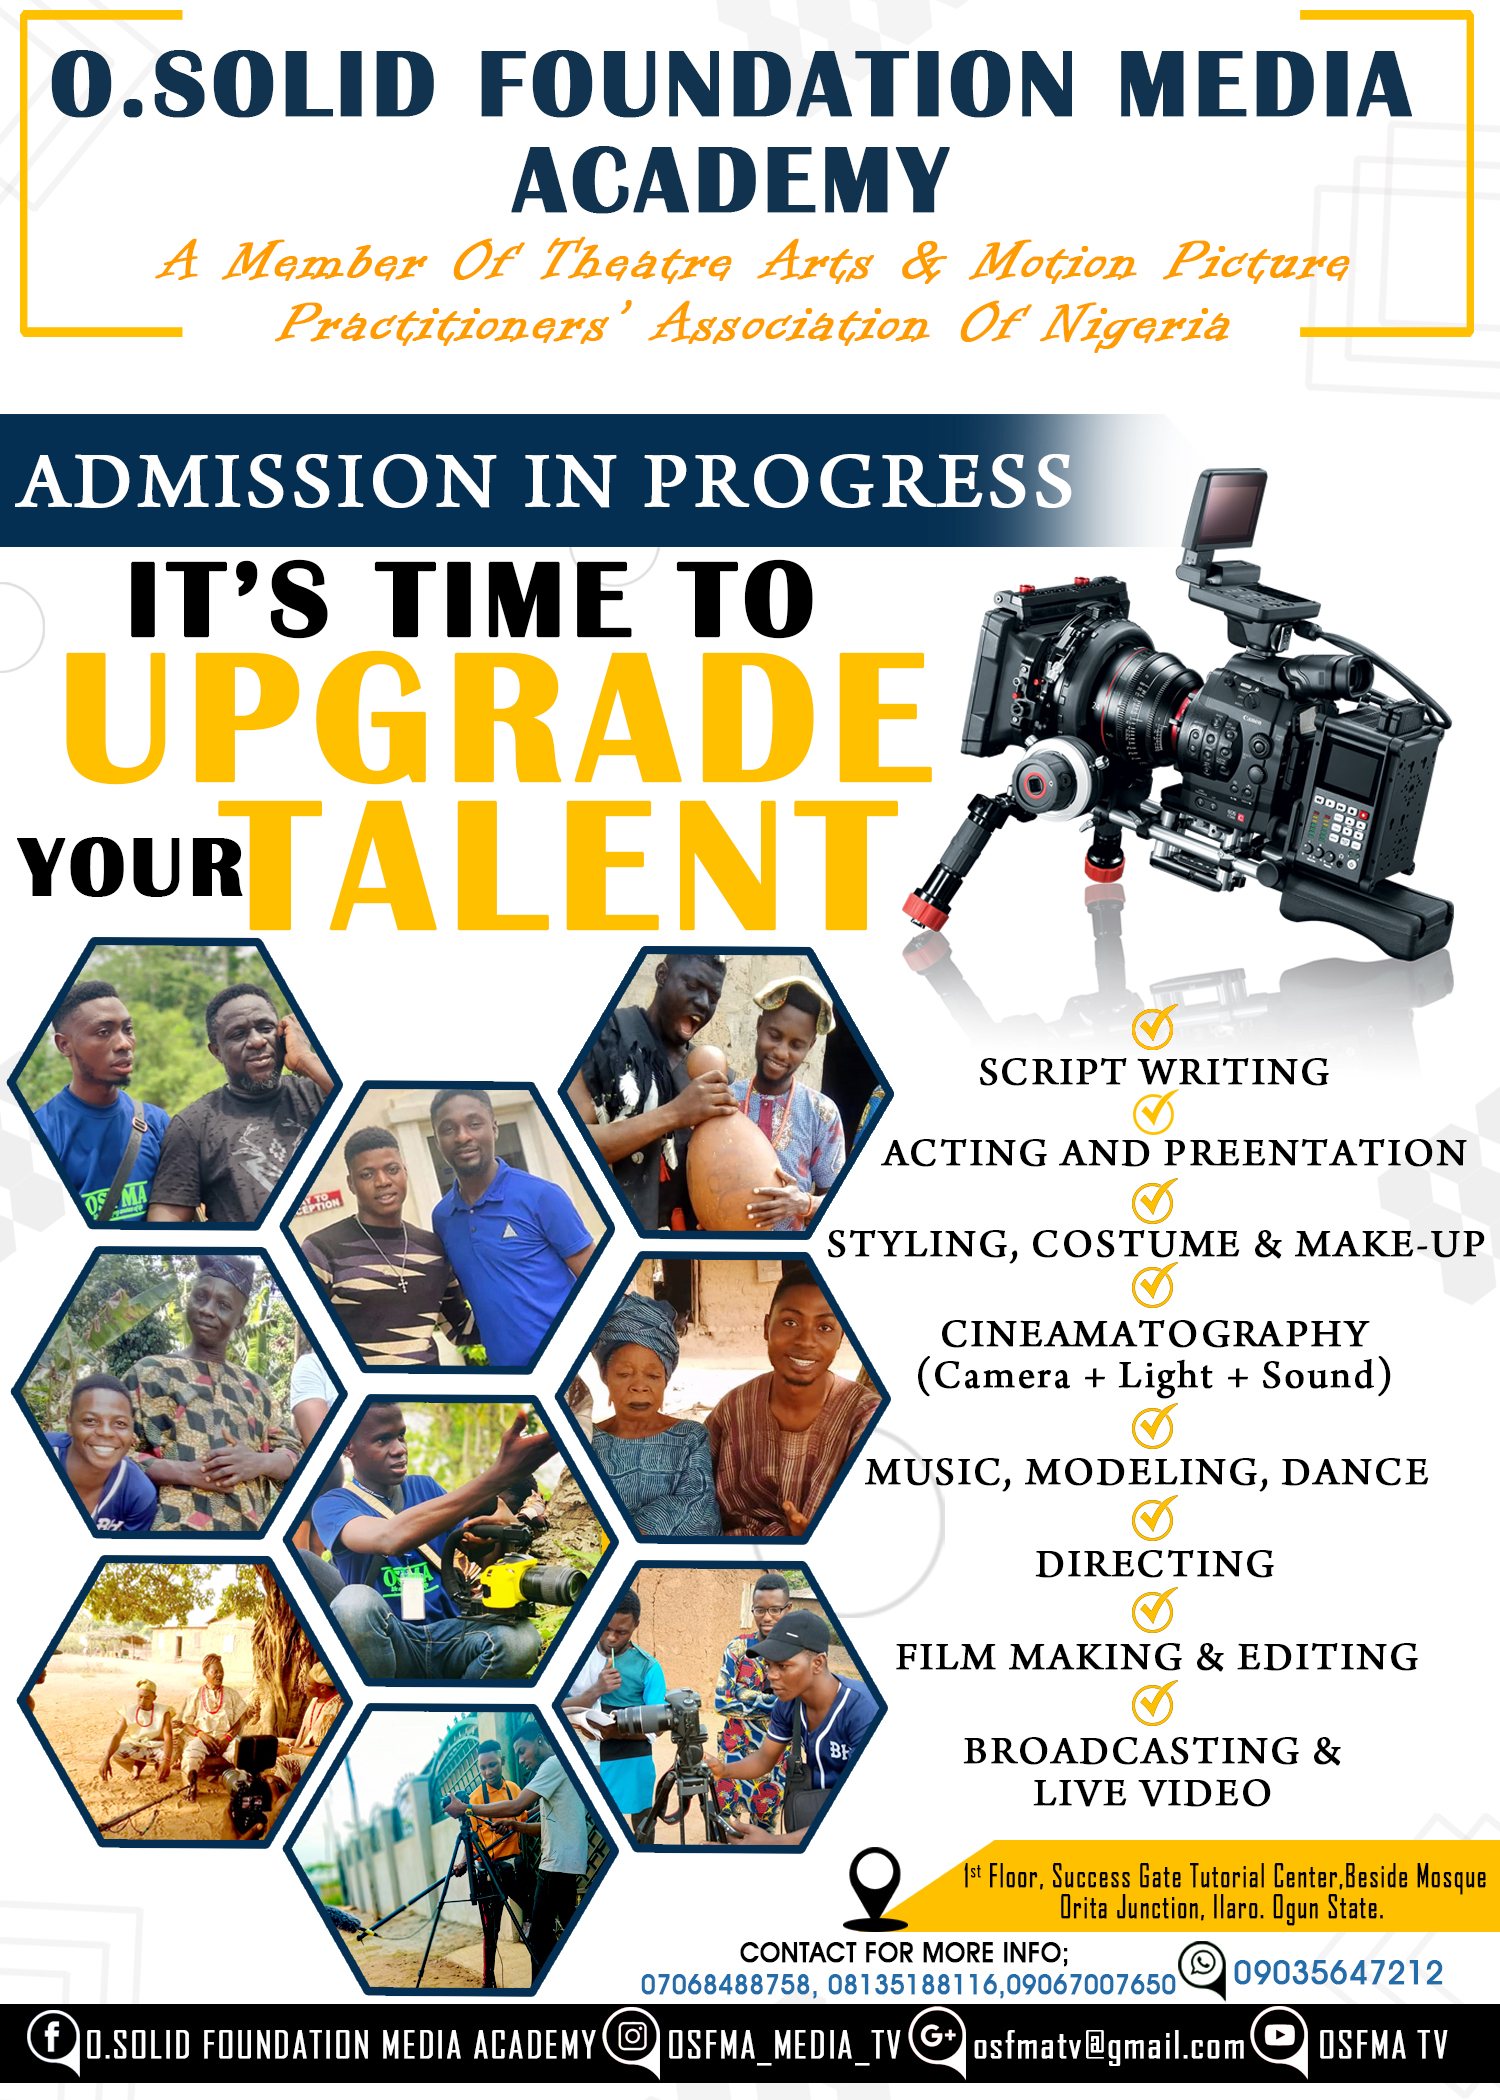 O.SOLID FOUNDATION MEDIA
ACADEMY
A Member Of Theatre Arts & Motion Picture
Practitioners' Association Of Nigeria
ADMISSION IN PROGRESS
IT'S TIME TO
UPGRADE
YOUR TALENT
SCRIPT WRITING
ACTING AND PREENTATION
STYLING, COSTUME & MAKE-UP
CINEAMATOGRAPHY
(Camera + Light + Sound)
MUSIC, MODELING, DANCE
DIRECTING
FILM MAKING & EDITING
BROADCASTING &
LIVE VIDEO
1st Floor, Success Gate Tutorial Center,Beside Mosque
Orita Junction, Ilaro. Ogun State.
CONTACT FOR MORE INFO;
07068488758, 08135188116,09067007650
09035647212
O.SOLID FOUNDATION MEDIA ACADEMY OSFMA_MEDIA_TV osfmatv@gmail.com OSFMA TV